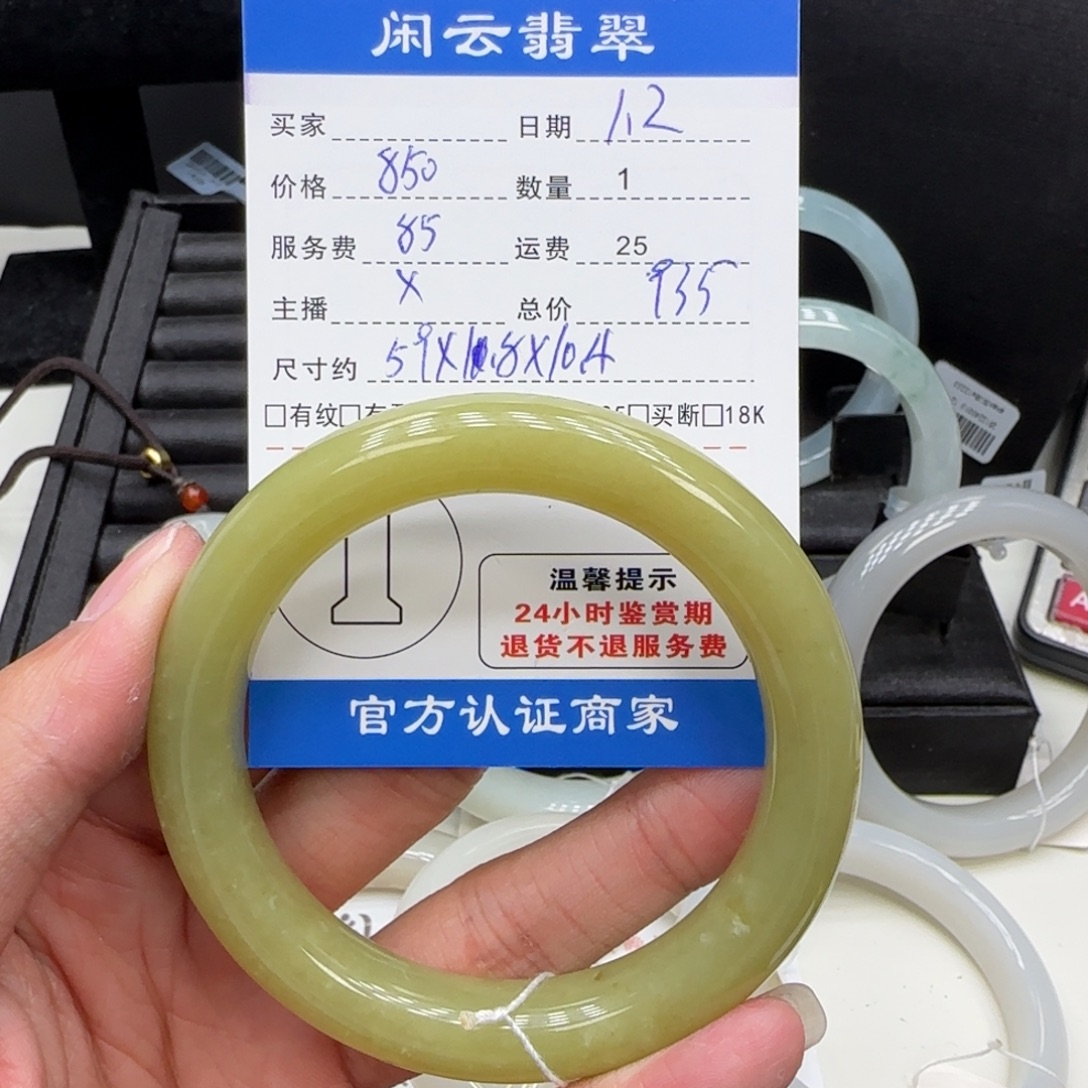 闲云翡翠
买家 日期 1.2
价格 850 数量 1
服务费 85 运费 25
主播 X 总价 935
尺寸约 59X10.8X10.4
□有纹□ □买断□18K
温馨提示
24小时鉴赏期
退货不退服务费
官方认证商家